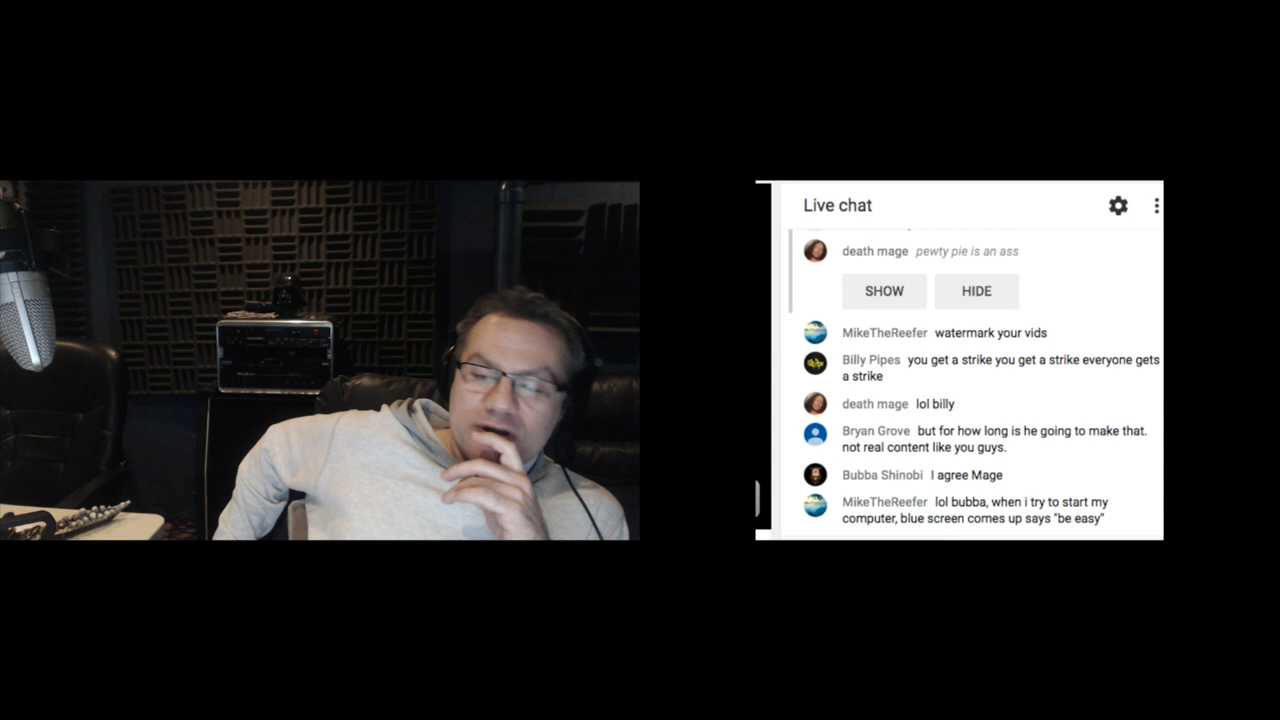 Live chat
death mage pewty pie is an ass
SHOW HIDE
MikeTheReefer watermark your vids
Billy Pipes you get a strike you get a strike everyone gets
a strike
death mage lol billy
Bryan Grove but for how long is he going to make that.
not real content like you guys.
Bubba Shinobi I agree Mage
MikeTheReefer lol bubba, when i try to start my
computer, blue screen comes up says "be easy"